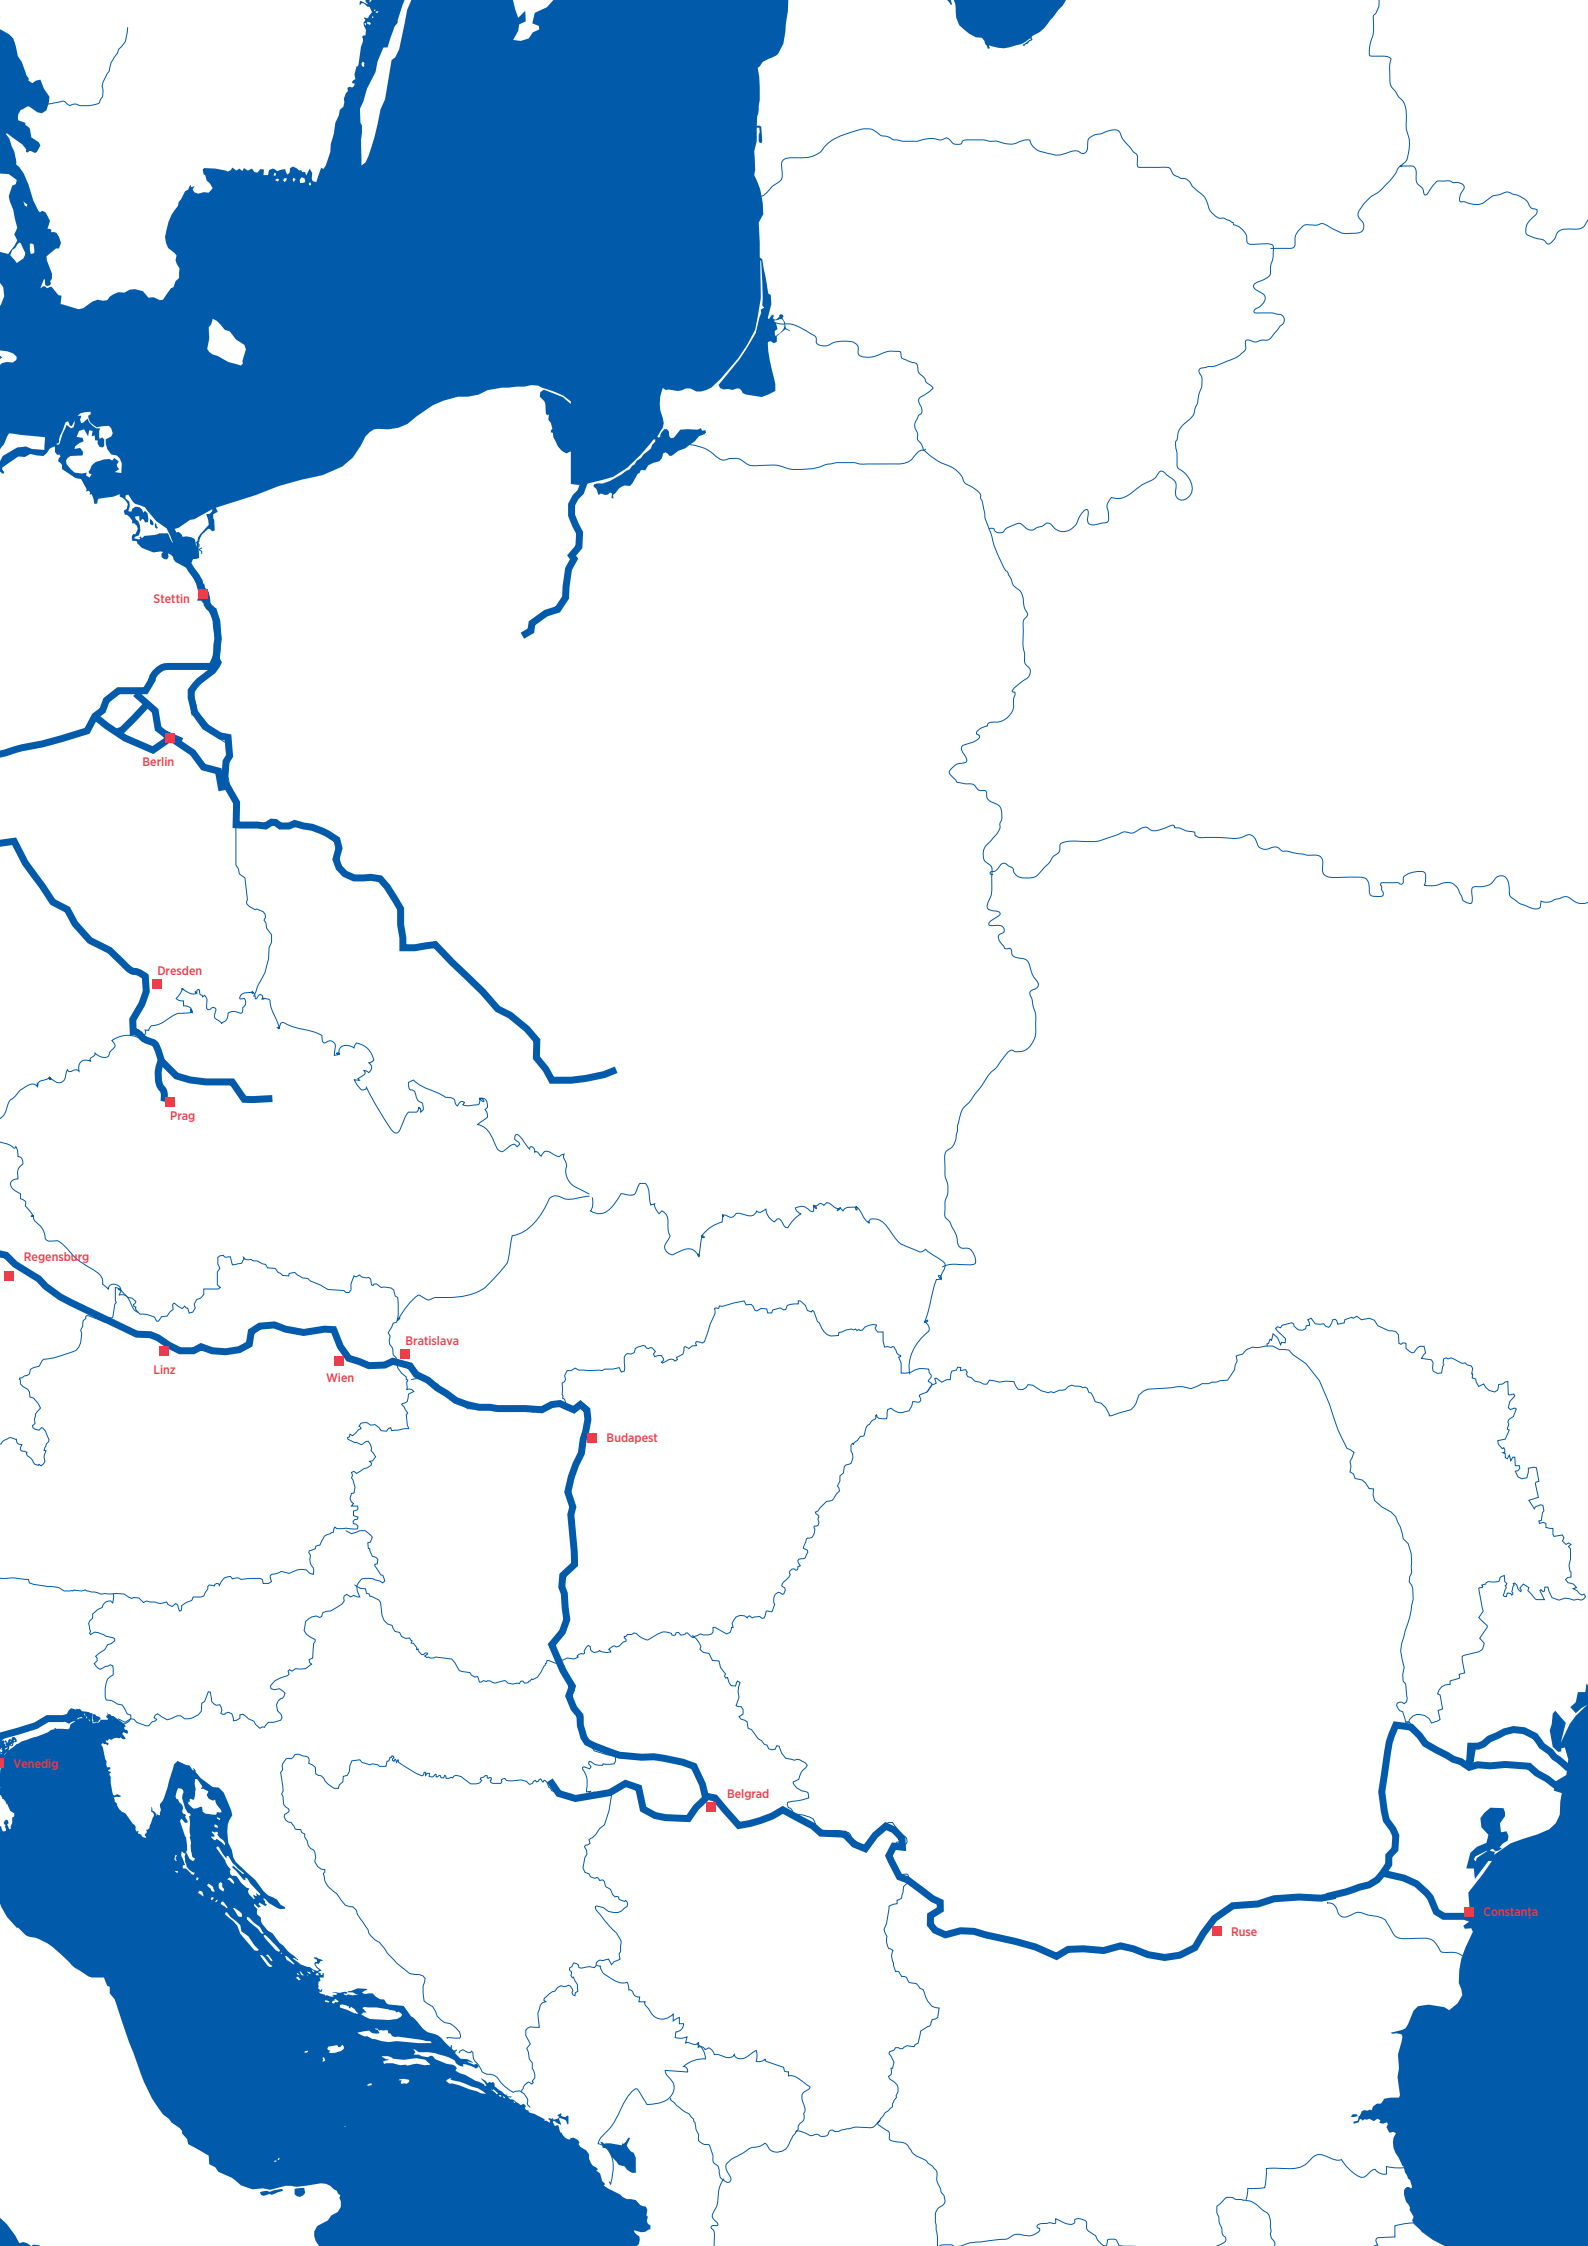 Stettin
Berlin
Dresden
Prag
Regensburg
Bratislava
Linz
Wien
Budapest
Venedig
Belgrad
Constanța
Ruse